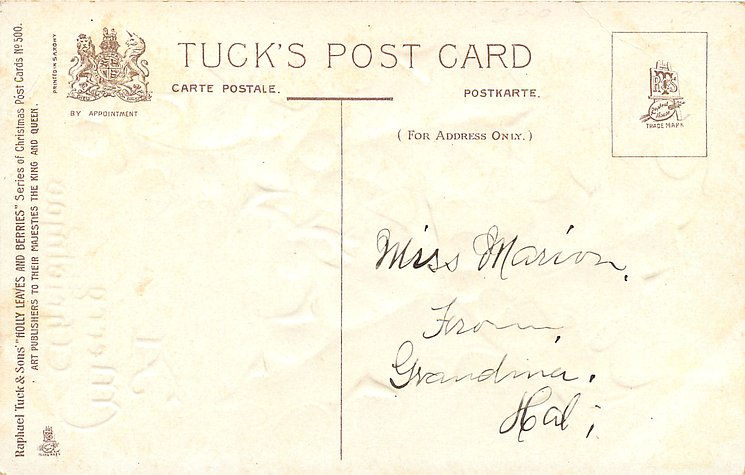 TUCK'S POST CARD
CARTE POSTALE.
POSTKARTE.
BY APPOINTMENT
(FOR ADDRESS ONLY.)
TRADE MARK
PRINTED IN SAXONY
Raphael Tuck & Sons' "HOLLY LEAVES AND BERRIES" Series of Christmas Post Cards Nº 500.
ART PUBLISHERS TO THEIR MAJESTIES THE KING AND QUEEN.
Miss Marion.
From
Grandma.
Hal;